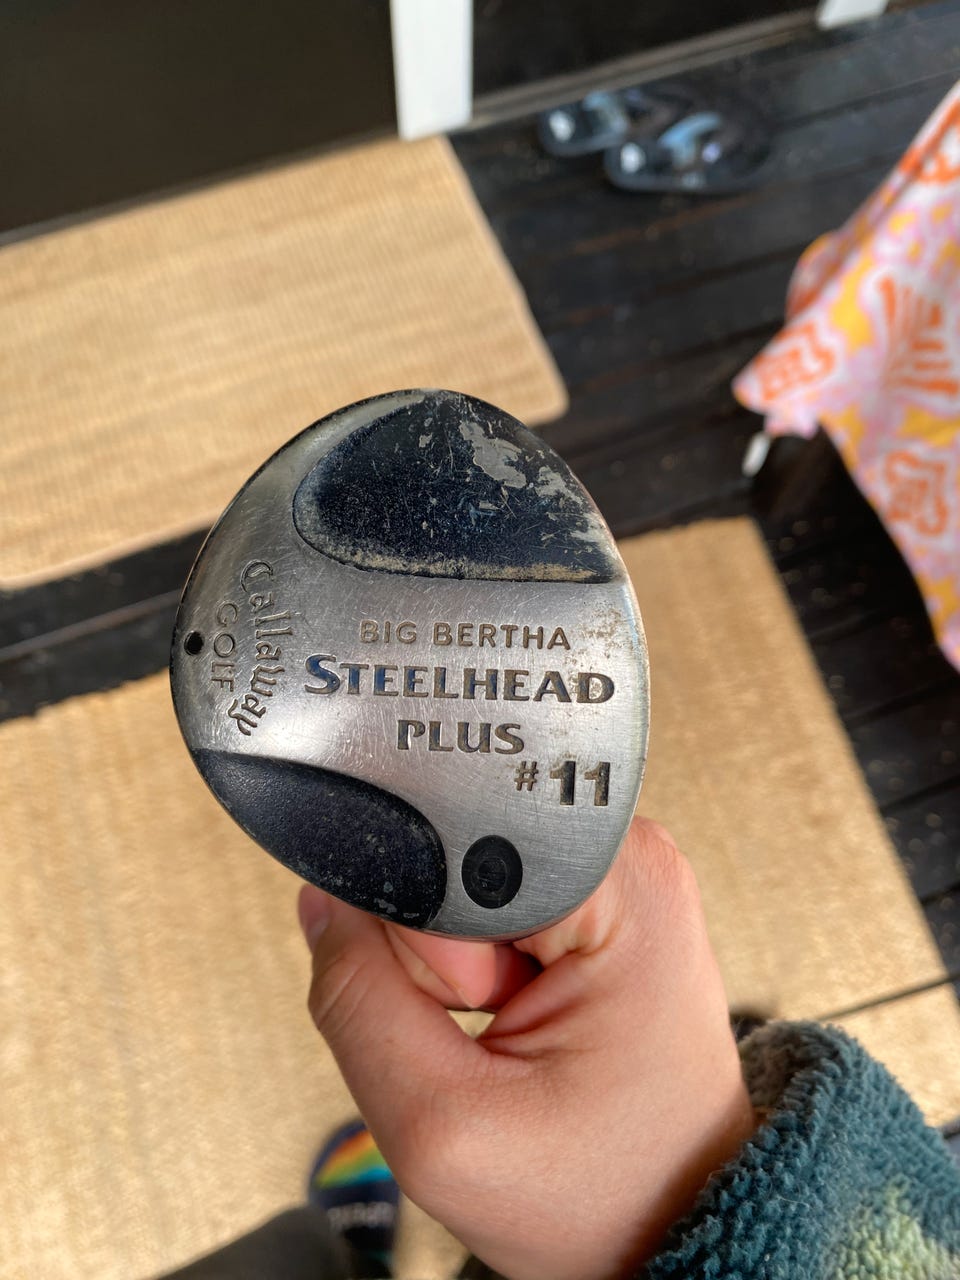 BIG BERTHA
STEELHEAD
PLUS
#11
Callaway
GOLF